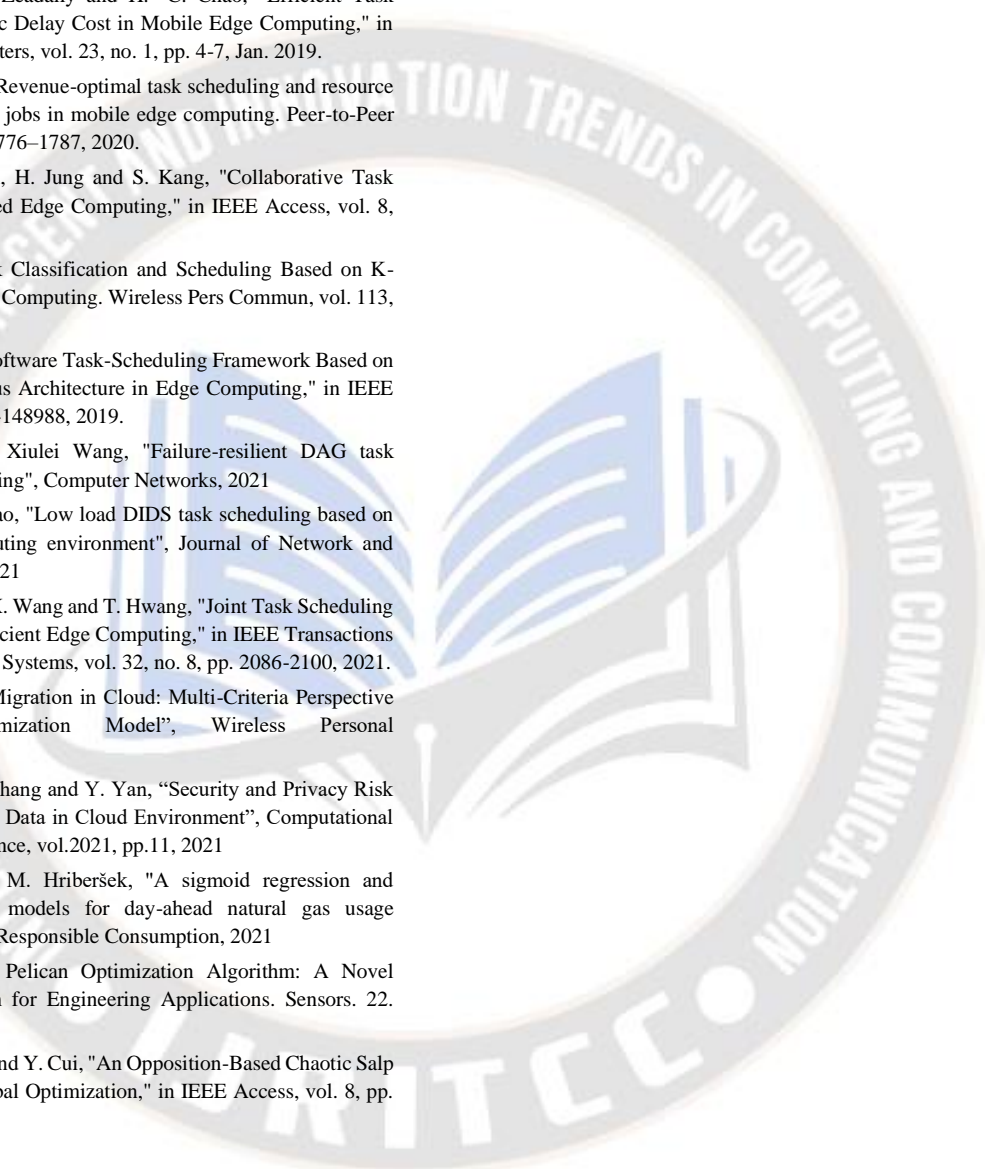 Zeadally and H. -C. Chao, "Efficient Task
c Delay Cost in Mobile Edge Computing," in
ters, vol. 23, no. 1, pp. 4-7, Jan. 2019.
Revenue-optimal task scheduling and resource
jobs in mobile edge computing. Peer-to-Peer
776–1787, 2020.
, H. Jung and S. Kang, "Collaborative Task
ed Edge Computing," in IEEE Access, vol. 8,
k Classification and Scheduling Based on K-
Computing. Wireless Pers Commun, vol. 113,
oftware Task-Scheduling Framework Based on
us Architecture in Edge Computing," in IEEE
-148988, 2019.
Xiulei Wang, "Failure-resilient DAG task
ing", Computer Networks, 2021
ao, "Low load DIDS task scheduling based on
uting environment", Journal of Network and
21
X. Wang and T. Hwang, "Joint Task Scheduling
icient Edge Computing," in IEEE Transactions
Systems, vol. 32, no. 8, pp. 2086-2100, 2021.
Migration in Cloud: Multi-Criteria Perspective
mization Model”, Wireless Personal
hang and Y. Yan, “Security and Privacy Risk
Data in Cloud Environment”, Computational
nce, vol.2021, pp.11, 2021
M. Hriberšek, "A sigmoid regression and
models for day-ahead natural gas usage
Responsible Consumption, 2021
Pelican Optimization Algorithm: A Novel
n for Engineering Applications. Sensors. 22.
nd Y. Cui, "An Opposition-Based Chaotic Salp
bal Optimization," in IEEE Access, vol. 8, pp.
RECENT AND INNOVATION TRENDS IN COMPUTING AND COMMUNICATION
IJRITCC